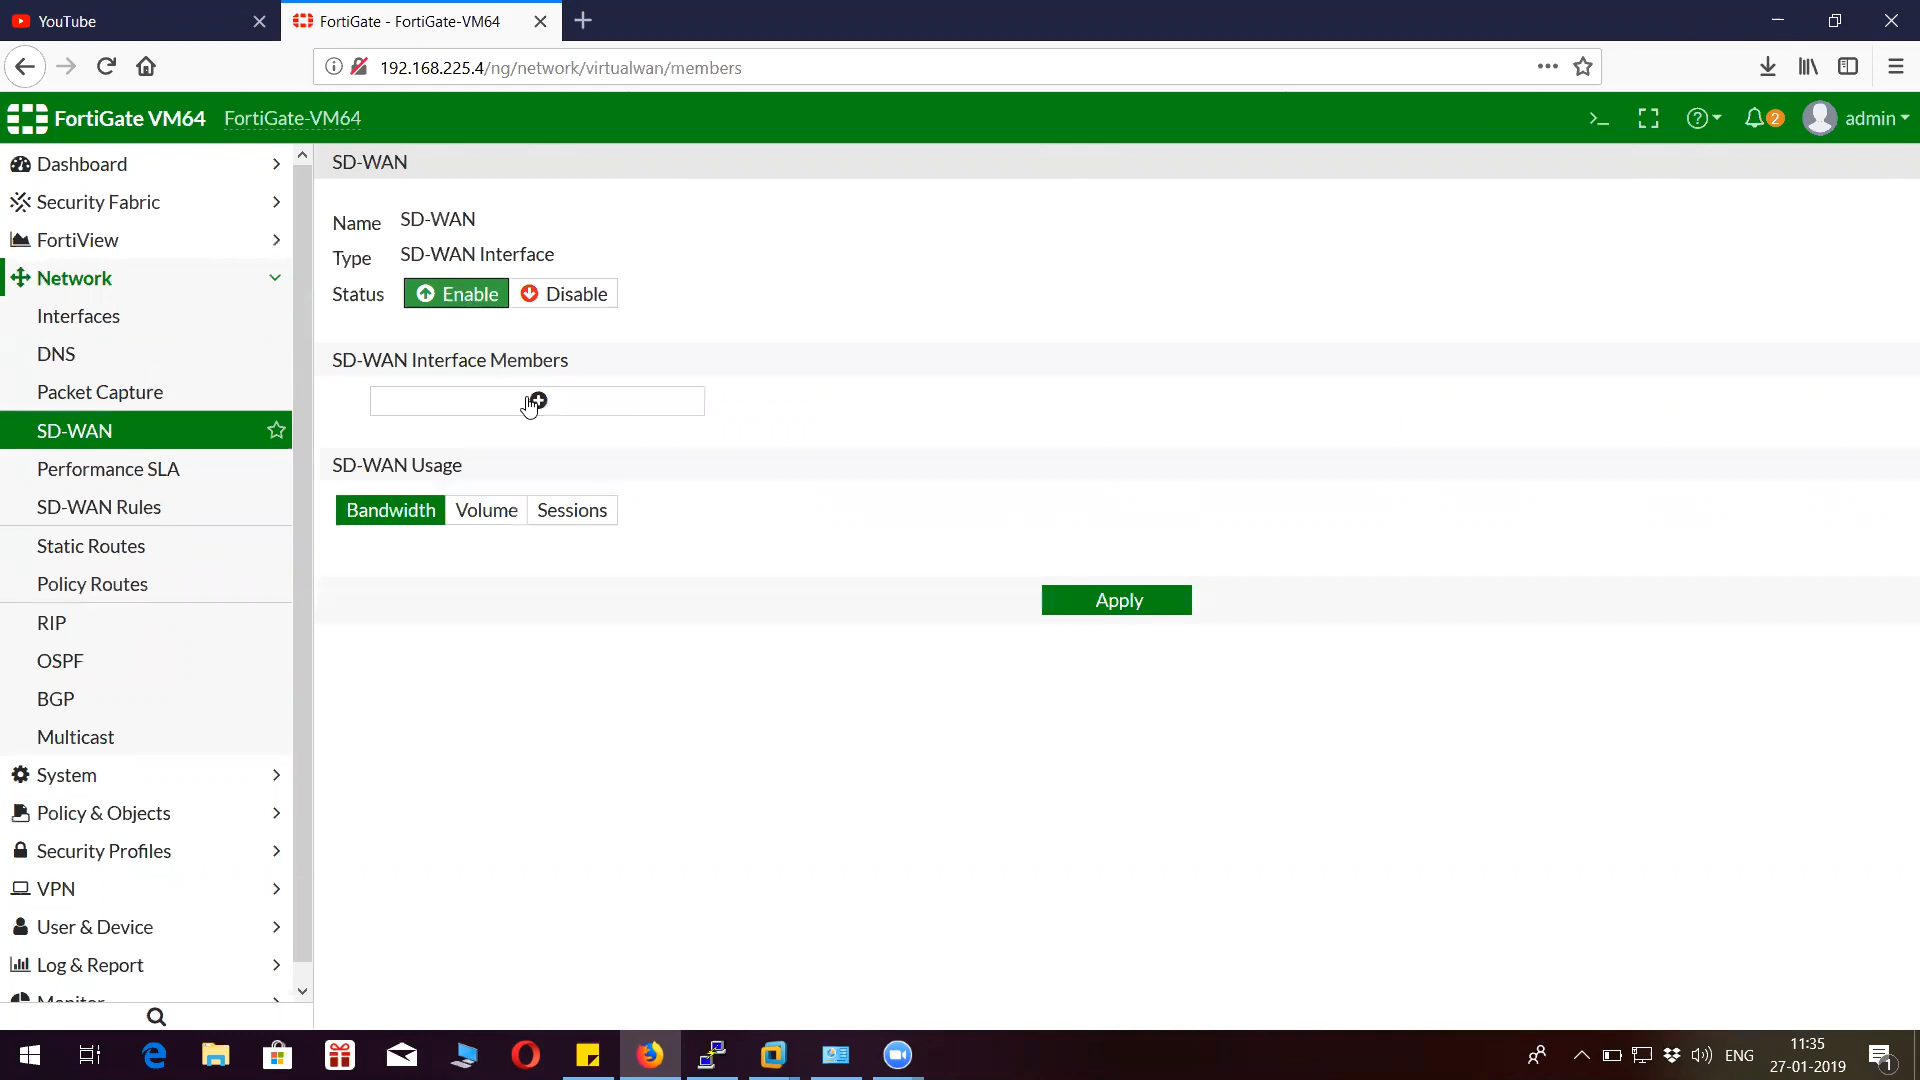 YouTube
FortiGate - FortiGate-VM64
192.168.225.4/ng/network/virtualwan/members
FortiGate VM64
FortiGate-VM64
2
admin
Dashboard
Security Fabric
FortiView
Network
Interfaces
DNS
Packet Capture
SD-WAN
Performance SLA
SD-WAN Rules
Static Routes
Policy Routes
RIP
OSPF
BGP
Multicast
System
Policy & Objects
Security Profiles
VPN
User & Device
Log & Report
Monitor
SD-WAN
Name SD-WAN
Type SD-WAN Interface
Status Enable Disable
SD-WAN Interface Members
SD-WAN Usage
Bandwidth Volume Sessions
Apply
ENG
11:35
27-01-2019
1